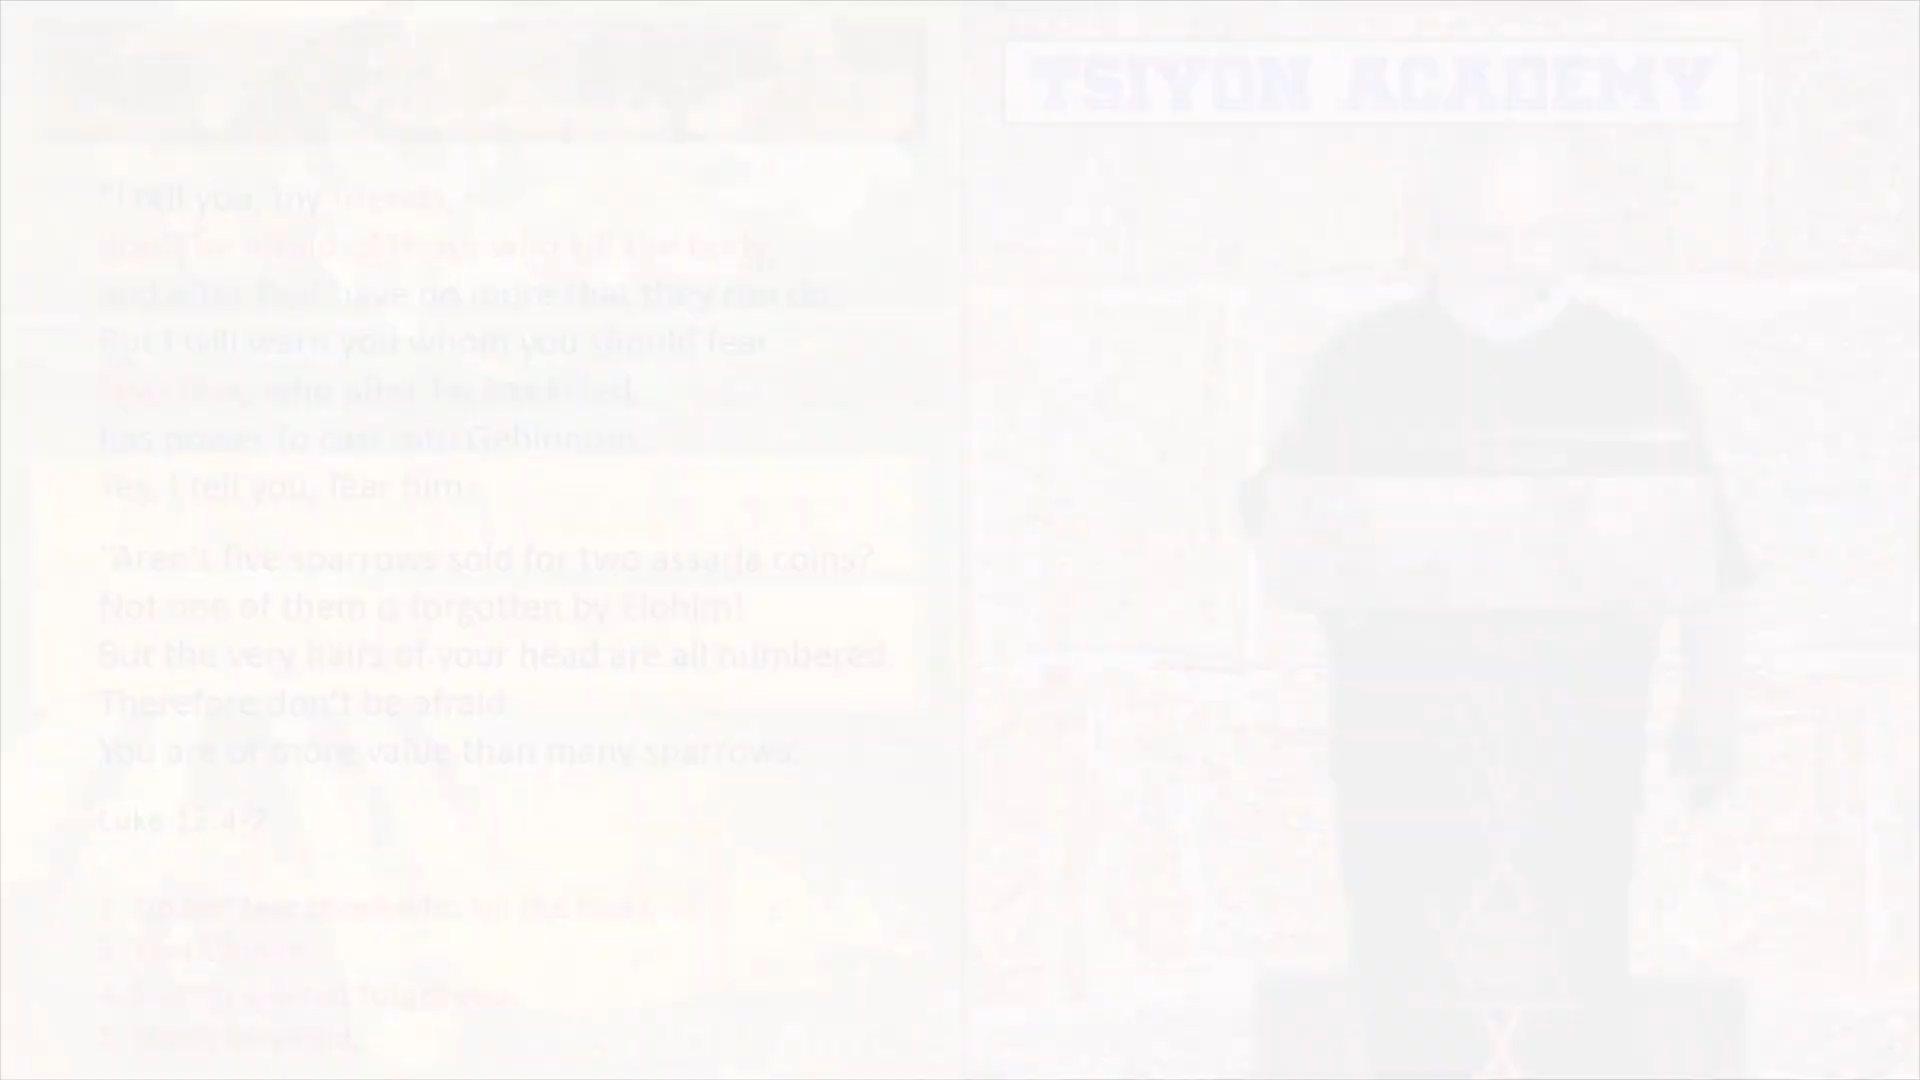 TSIYON ACADEMY
"I tell you, my friends,
don't be afraid of those who kill the body
and after that have no more that they can do.
But I will warn you whom you should fear.
Fear him, who after he has killed,
has power to cast into Gehinnom.
Yes, I tell you, fear him.
"Aren't five sparrows sold for two assaria coins?
Not one of them is forgotten by Elohim!
But the very hairs of your head are all numbered.
Therefore don't be afraid.
You are of more value than many sparrows.
Luke 12:4-7